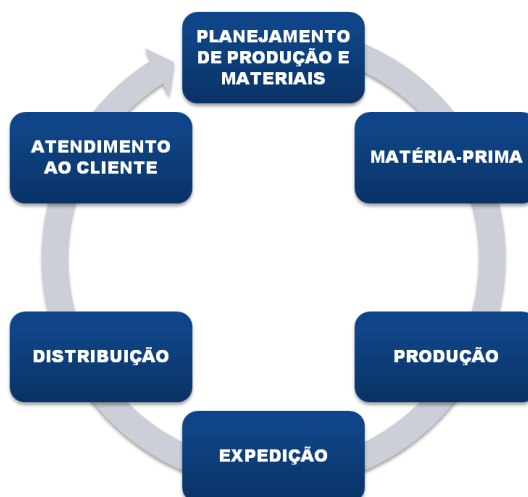 PLANEJAMENTO
DE PRODUÇÃO E
MATERIAIS
MATÉRIA-PRIMA
PRODUÇÃO
EXPEDIÇÃO
DISTRIBUIÇÃO
ATENDIMENTO
AO CLIENTE